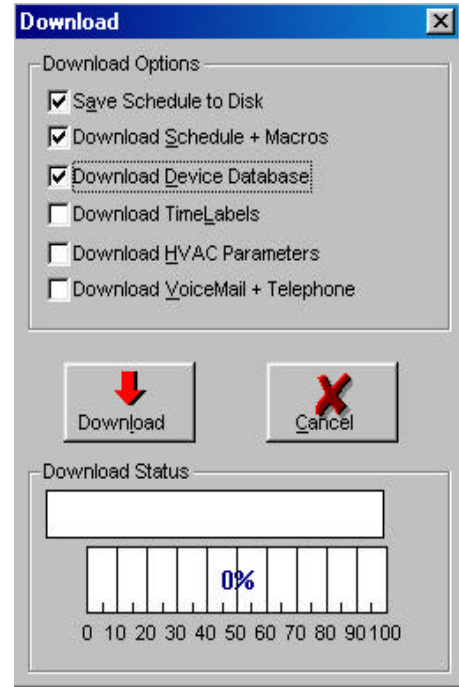 Download
Download Options
Save Schedule to Disk
Download Schedule + Macros
Download Device Database
Download TimeLabels
Download HVAC Parameters
Download VoiceMail + Telephone
Download Cancel
Download Status
0%
0 10 20 30 40 50 60 70 80 90 100